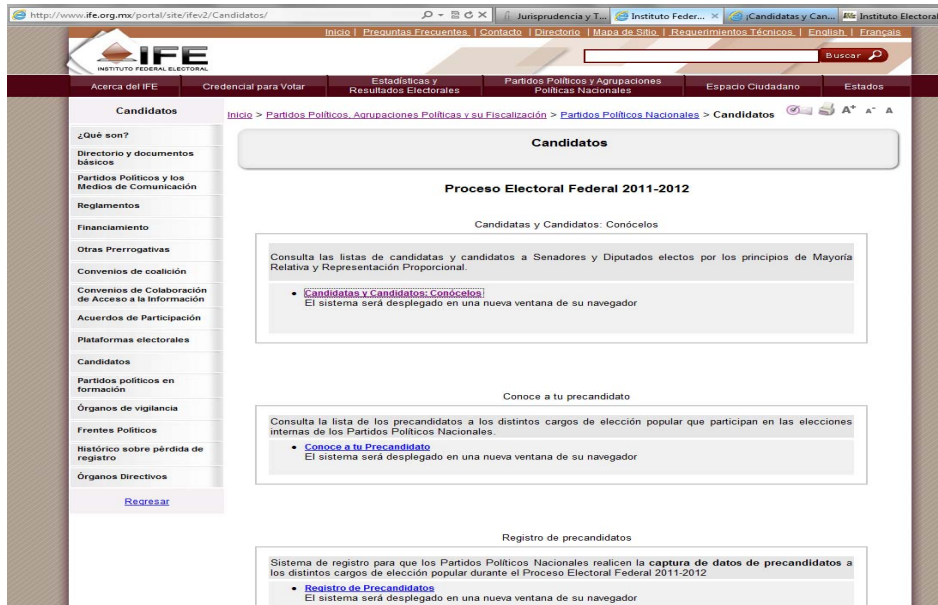 http://www.ife.org.mx/portal/site/ifev2/Candidatos/
Jurisprudencia y T...
Instituto Feder...
¡Candidatas y Can...
Instituto Electoral
Inicio | Preguntas Frecuentes | Contacto | Directorio | Mapa de Sitio | Requerimientos Técnicos | English | Français
IFE
INSTITUTO FEDERAL ELECTORAL
Buscar
Acerca del IFE
Credencial para Votar
Estadísticas y
Resultados Electorales
Partidos Políticos y Agrupaciones
Políticas Nacionales
Espacio Ciudadano
Estados
Candidatos
¿Qué son?
Directorio y documentos
básicos
Partidos Políticos y los
Medios de Comunicación
Reglamentos
Financiamiento
Otras Prerrogativas
Convenios de coalición
Convenios de Colaboración
de Acceso a la Información
Acuerdos de Participación
Plataformas electorales
Candidatos
Partidos políticos en
formación
Órganos de vigilancia
Frentes Políticos
Histórico sobre pérdida de
registro
Órganos Directivos
Regresar
Inicio > Partidos Políticos, Agrupaciones Políticas y su Fiscalización > Partidos Políticos Nacionales > Candidatos
A+ A- A
Candidatos
Proceso Electoral Federal 2011-2012
Candidatas y Candidatos: Conócelos
Consulta las listas de candidatas y candidatos a Senadores y Diputados electos por los principios de Mayoría
Relativa y Representación Proporcional.
• Candidatas y Candidatos: Conócelos
El sistema será desplegado en una nueva ventana de su navegador
Conoce a tu precandidato
Consulta la lista de los precandidatos a los distintos cargos de elección popular que participan en las elecciones
internas de los Partidos Políticos Nacionales.
• Conoce a tu Precandidato
El sistema será desplegado en una nueva ventana de su navegador
Registro de precandidatos
Sistema de registro para que los Partidos Políticos Nacionales realicen la captura de datos de precandidatos a
los distintos cargos de elección popular durante el Proceso Electoral Federal 2011-2012
• Registro de Precandidatos
El sistema será desplegado en una nueva ventana de su navegador